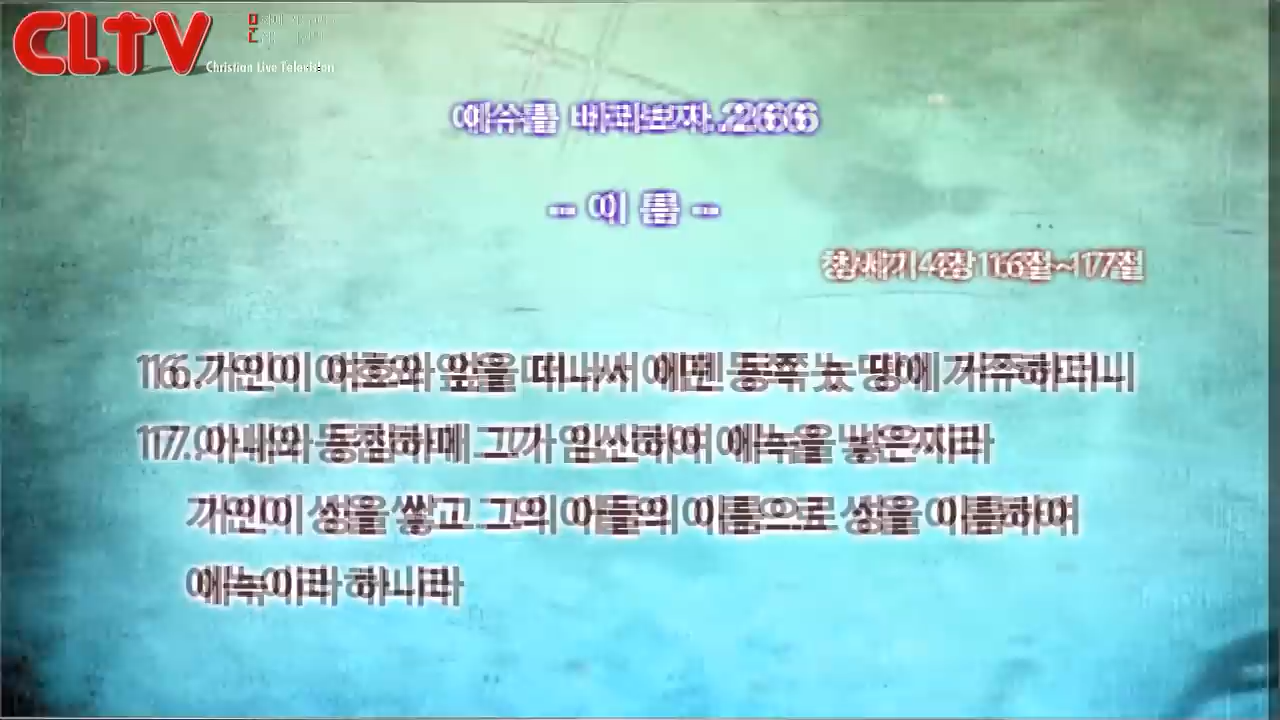 CLTV
Christian Live Television
예수를 바라보자.266
- 이 름 -
창세기 4장 16절~17절
16.가인이 여호와 앞을 떠나서 에덴 동쪽 놋 땅에 거주하더니
17.아내와 동침하매 그가 임신하여 에녹을 낳은지라
가인이 성을 쌓고 그의 아들의 이름으로 성을 이름하여
에녹이라 하니라